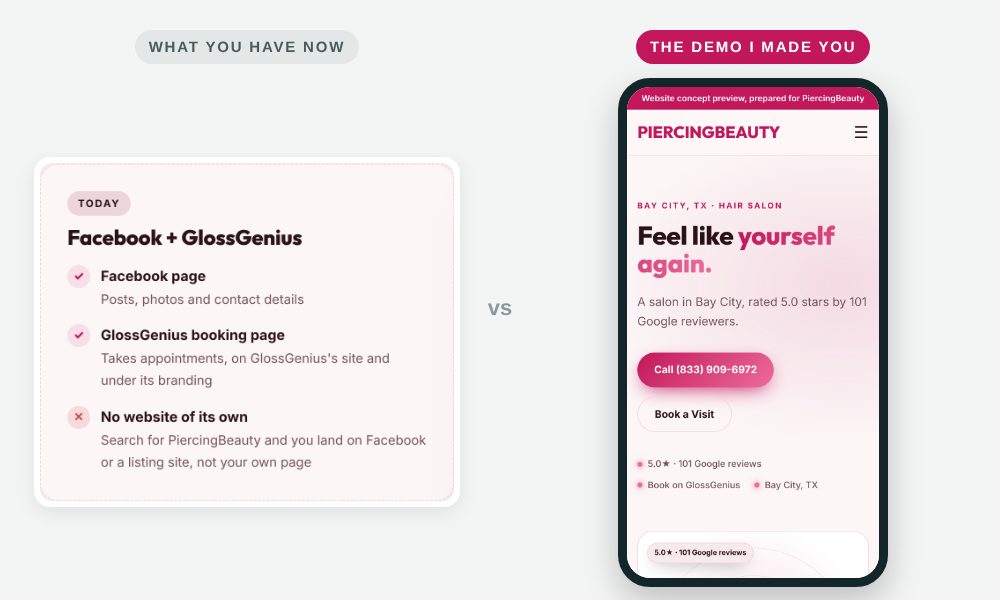 WHAT YOU HAVE NOW
TODAY
Facebook + GlossGenius
Facebook page
Posts, photos and contact details
GlossGenius booking page
Takes appointments, on GlossGenius's site and
under its branding
No website of its own
Search for PiercingBeauty and you land on Facebook
or a listing site, not your own page
vs
THE DEMO I MADE YOU
Website concept preview, prepared for PiercingBeauty
PIERCINGBEAUTY
BAY CITY, TX · HAIR SALON
Feel like yourself
again.
A salon in Bay City, rated 5.0 stars by 101
Google reviewers.
Call (833) 909-6972
Book a Visit
5.0★ · 101 Google reviews
Book on GlossGenius
Bay City, TX
5.0★ · 101 Google reviews